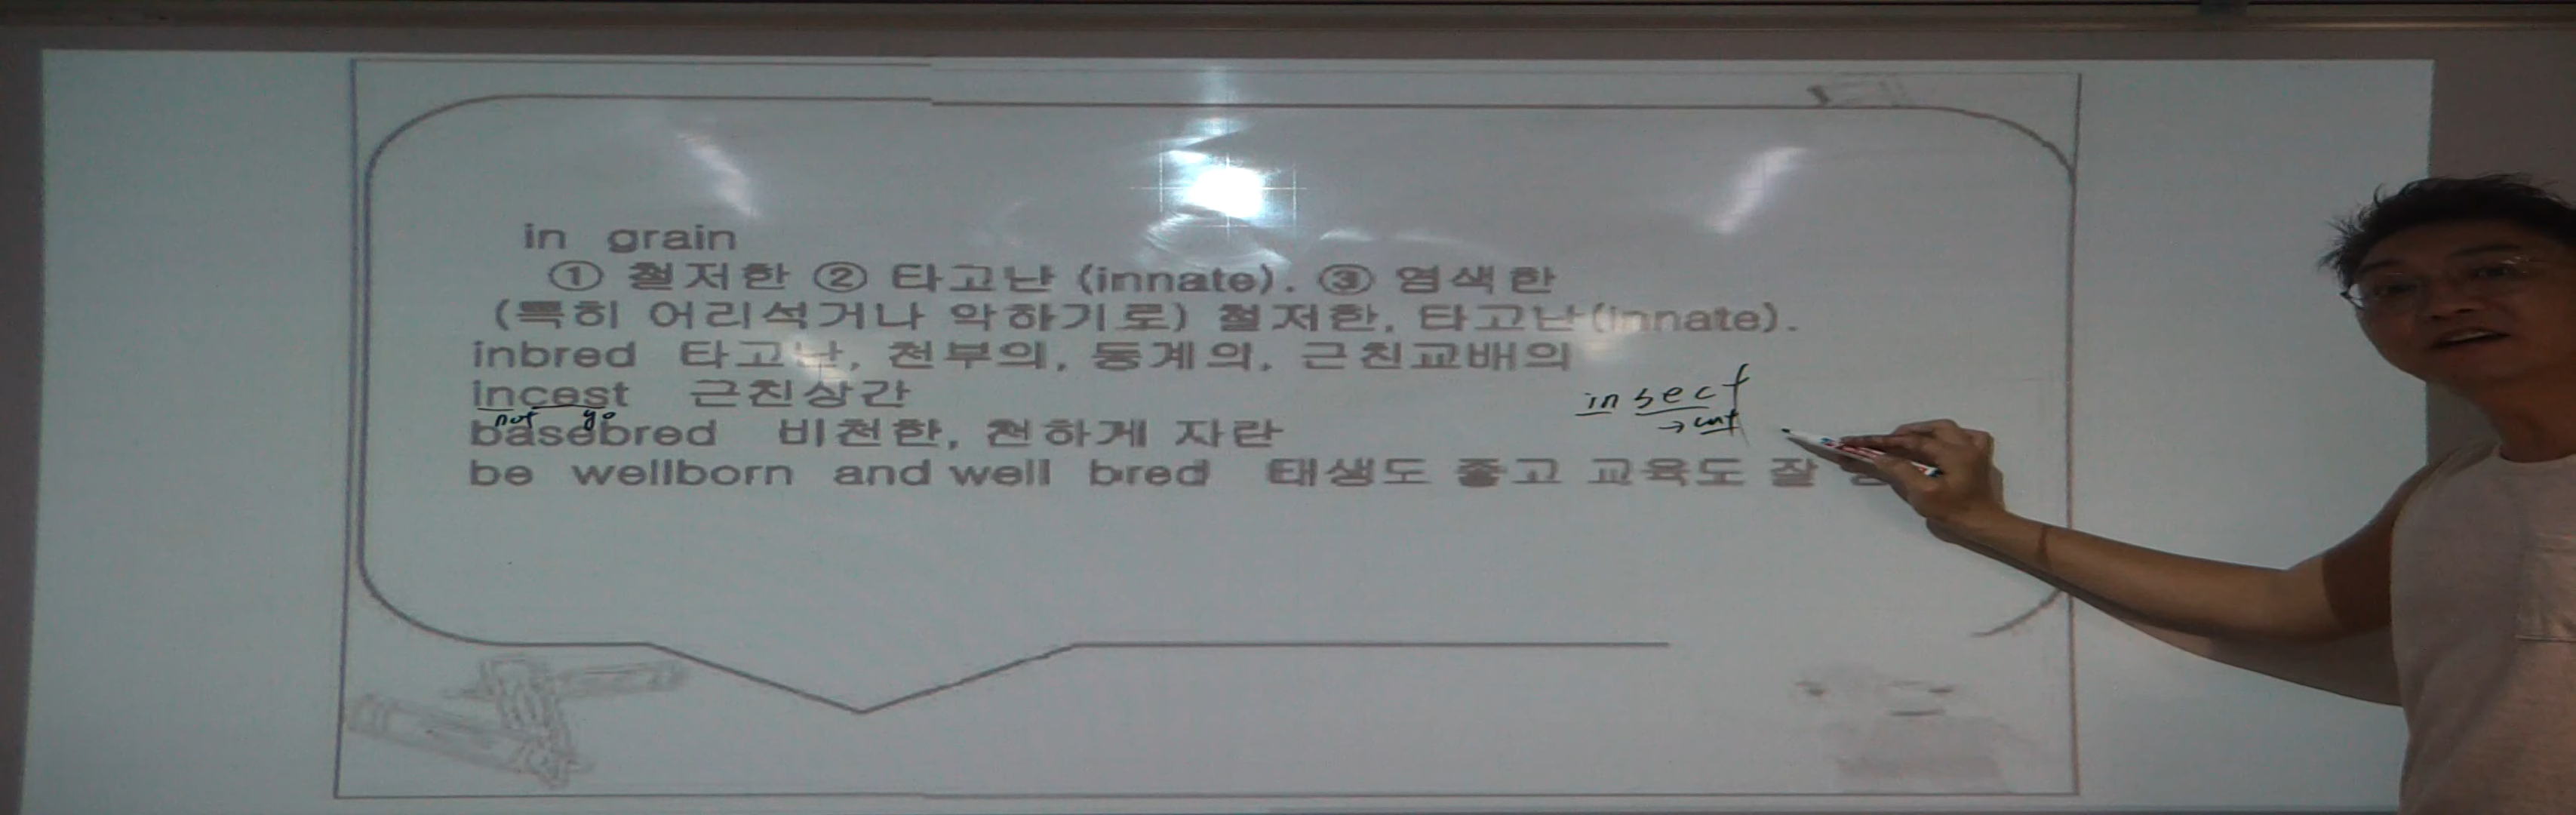 in grain
① 철저한 ② 타고난 (innate). ③ 염색한
(특히 어리석거나 악하기로) 철저한, 타고난(innate).
inbred 타고난, 천부의, 동계의, 근친교배의
incest 근친상간
not go
insect
→ cut
basebred 비천한, 천하게 자란
be wellborn and well bred 태생도 좋고 교육도 잘